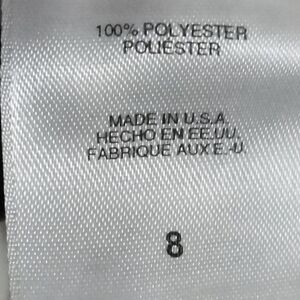 100% POLYESTER
POLIESTER
MADE IN U.S.A.
HECHO EN EE.UU.
FABRIQUE AUX E.-U.
8